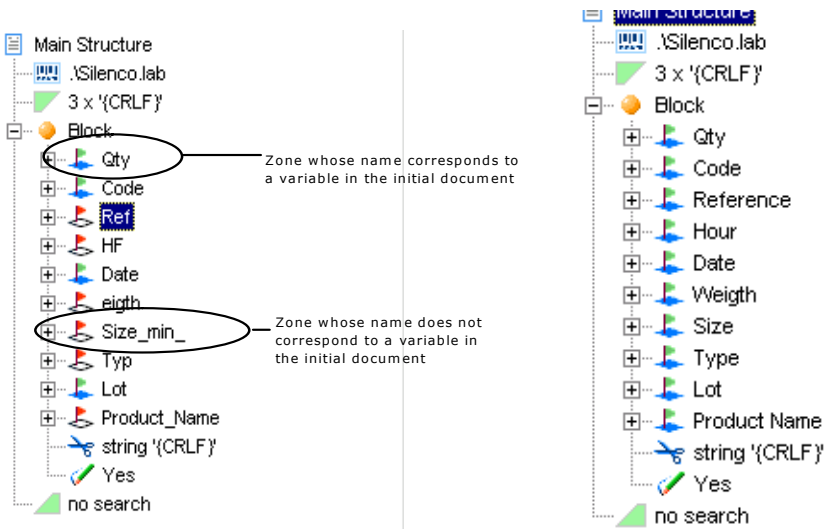 Main Structure
.\Silenco.lab
3 x '{CRLF}'
Block
Qty
Code
Ref
HF
Date
eigth
Size_min_
Typ
Lot
Product_Name
string '{CRLF}'
Yes
no search
Zone whose name corresponds to
a variable in the initial document
Zone whose name does not
correspond to a variable in
the initial document
Main Structure
.\Silenco.lab
3 x '{CRLF}'
Block
Qty
Code
Reference
Hour
Date
Weigth
Size
Type
Lot
Product Name
string '{CRLF}'
Yes
no search